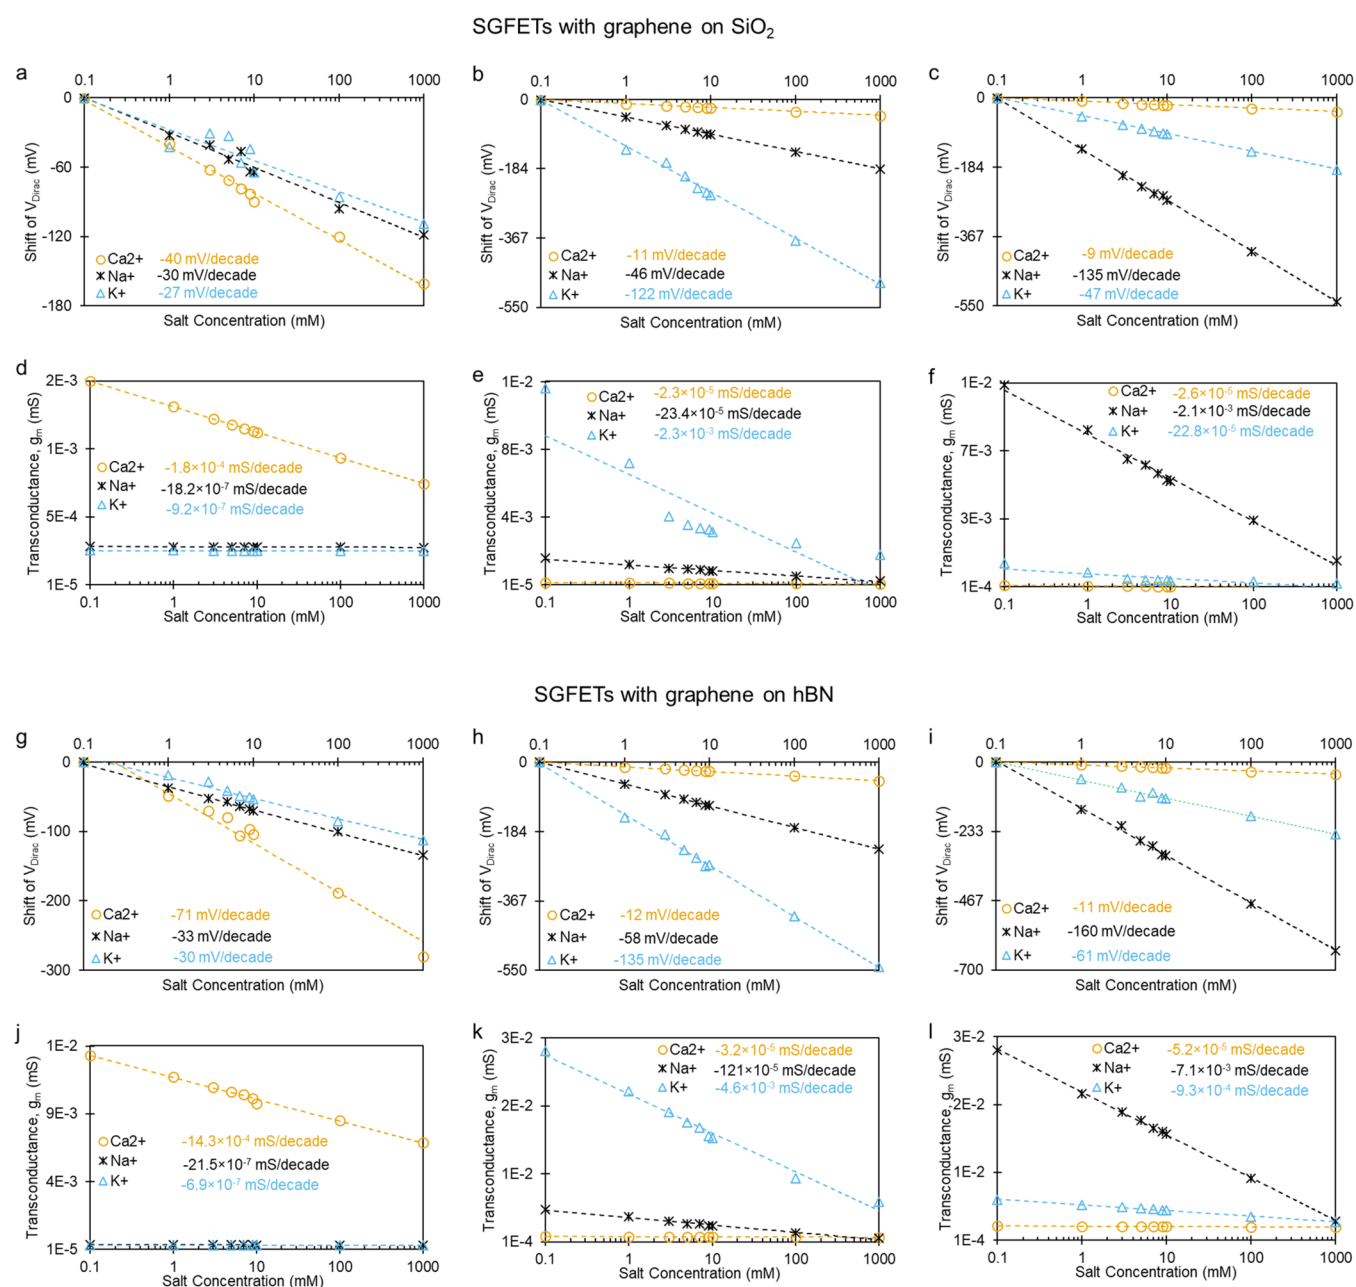 SGFETs with graphene on SiO₂
a
0.1 1 10 100 1000
0
-60
-120
-180
Shift of V_Dirac (mV)
Ca2+ -40 mV/decade
Na+ -30 mV/decade
K+ -27 mV/decade
Salt Concentration (mM)
b
0.1 1 10 100 1000
0
-184
-367
-550
Shift of V_Dirac (mV)
Ca2+ -11 mV/decade
Na+ -46 mV/decade
K+ -122 mV/decade
Salt Concentration (mM)
c
0.1 1 10 100 1000
0
-184
-367
-550
Shift of V_Dirac (mV)
Ca2+ -9 mV/decade
Na+ -135 mV/decade
K+ -47 mV/decade
Salt Concentration (mM)
d
2E-3
1E-3
5E-4
1E-5
Transconductance, gₘ (mS)
Ca2+ -1.8×10⁻⁴ mS/decade
Na+ -18.2×10⁻⁷ mS/decade
K+ -9.2×10⁻⁷ mS/decade
0.1 1 10 100 1000
Salt Concentration (mM)
e
1E-2
8E-3
4E-3
1E-5
Transconductance, gₘ (mS)
Ca2+ -2.3×10⁻⁵ mS/decade
Na+ -23.4×10⁻⁵ mS/decade
K+ -2.3×10⁻³ mS/decade
0.1 1 10 100 1000
Salt Concentration (mM)
f
1E-2
7E-3
3E-3
1E-4
Transconductance, gₘ (mS)
Ca2+ -2.6×10⁻⁵ mS/decade
Na+ -2.1×10⁻³ mS/decade
K+ -22.8×10⁻⁵ mS/decade
0.1 1 10 100 1000
Salt Concentration (mM)
SGFETs with graphene on hBN
g
0.1 1 10 100 1000
0
-100
-200
-300
Shift of V_Dirac (mV)
Ca2+ -71 mV/decade
Na+ -33 mV/decade
K+ -30 mV/decade
Salt Concentration (mM)
h
0.1 1 10 100 1000
0
-184
-367
-550
Shift of V_Dirac (mV)
Ca2+ -12 mV/decade
Na+ -58 mV/decade
K+ -135 mV/decade
Salt Concentration (mM)
i
0.1 1 10 100 1000
0
-233
-467
-700
Shift of V_Dirac (mV)
Ca2+ -11 mV/decade
Na+ -160 mV/decade
K+ -61 mV/decade
Salt Concentration (mM)
j
1E-2
9E-3
4E-3
1E-5
Transconductance, gₘ (mS)
Ca2+ -14.3×10⁻⁴ mS/decade
Na+ -21.5×10⁻⁷ mS/decade
K+ -6.9×10⁻⁷ mS/decade
0.1 1 10 100 1000
Salt Concentration (mM)
k
3E-2
2E-2
1E-2
1E-4
Transconductance, gₘ (mS)
Ca2+ -3.2×10⁻⁵ mS/decade
Na+ -121×10⁻⁵ mS/decade
K+ -4.6×10⁻³ mS/decade
0.1 1 10 100 1000
Salt Concentration (mM)
l
3E-2
2E-2
1E-2
1E-4
Transconductance, gₘ (mS)
Ca2+ -5.2×10⁻⁵ mS/decade
Na+ -7.1×10⁻³ mS/decade
K+ -9.3×10⁻⁴ mS/decade
0.1 1 10 100 1000
Salt Concentration (mM)